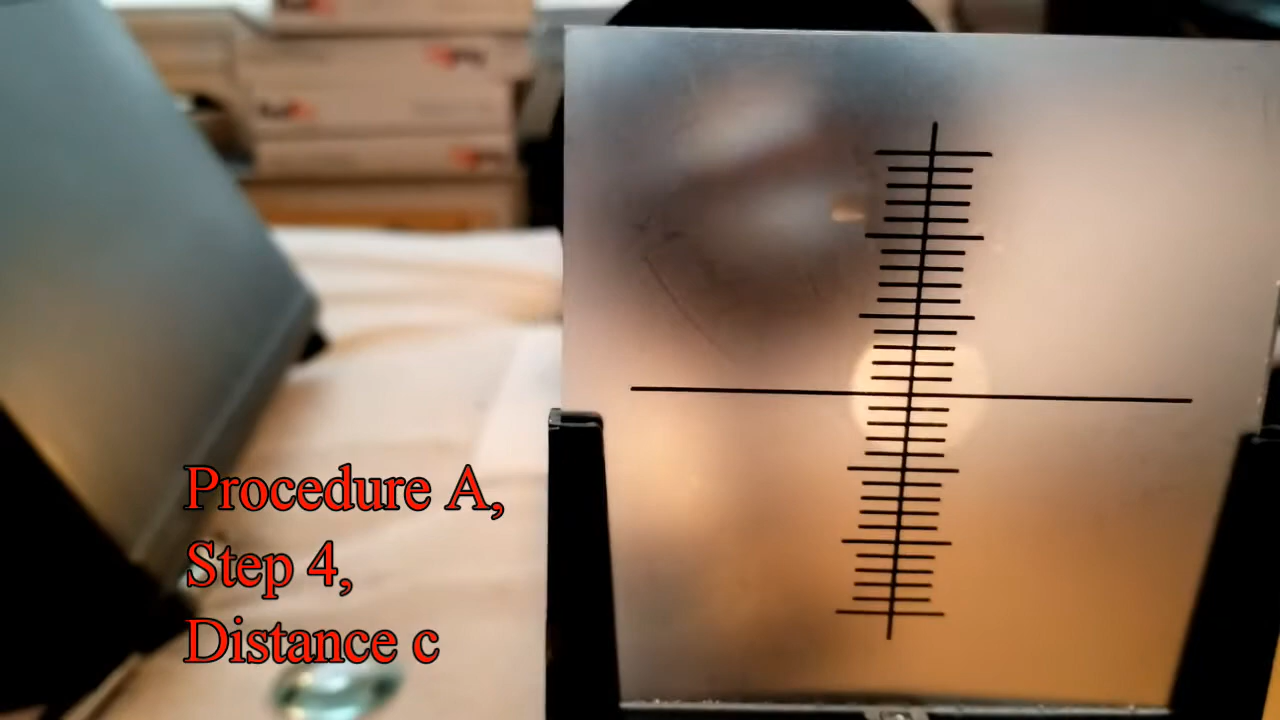 Procedure A,
Step 4,
Distance c